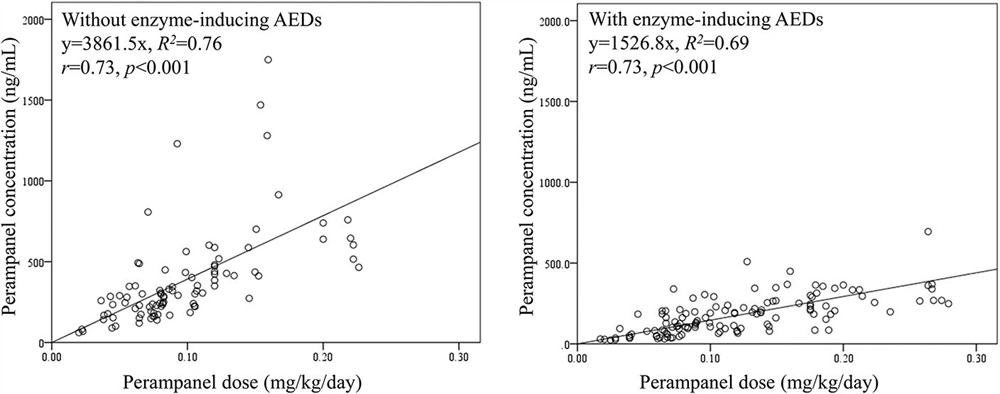 Without enzyme-inducing AEDs
y=3861.5x, R²=0.76
r=0.73, p<0.001
Perampanel concentration (ng/mL)
2000
1500
1000
500
0
0.00
0.10
0.20
0.30
Perampanel dose (mg/kg/day)
With enzyme-inducing AEDs
y=1526.8x, R²=0.69
r=0.73, p<0.001
Perampanel concentration (ng/mL)
2000.0
1500.0
1000.0
500.0
.0
0.00
0.10
0.20
0.30
Perampanel dose (mg/kg/day)